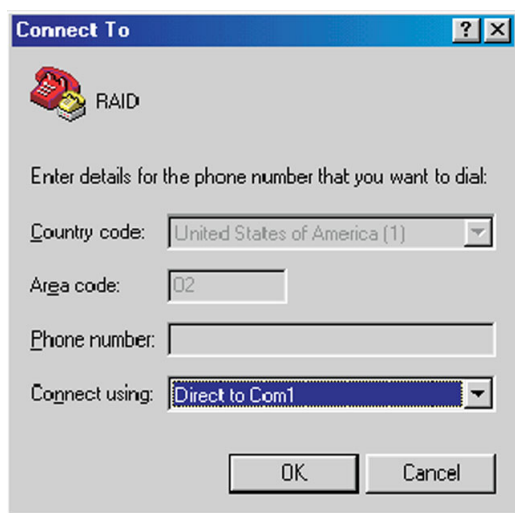 Connect To
RAID
Enter details for the phone number that you want to dial:
Country code: United States of America (1)
Area code: 02
Phone number:
Connect using: Direct to Com1
OK Cancel